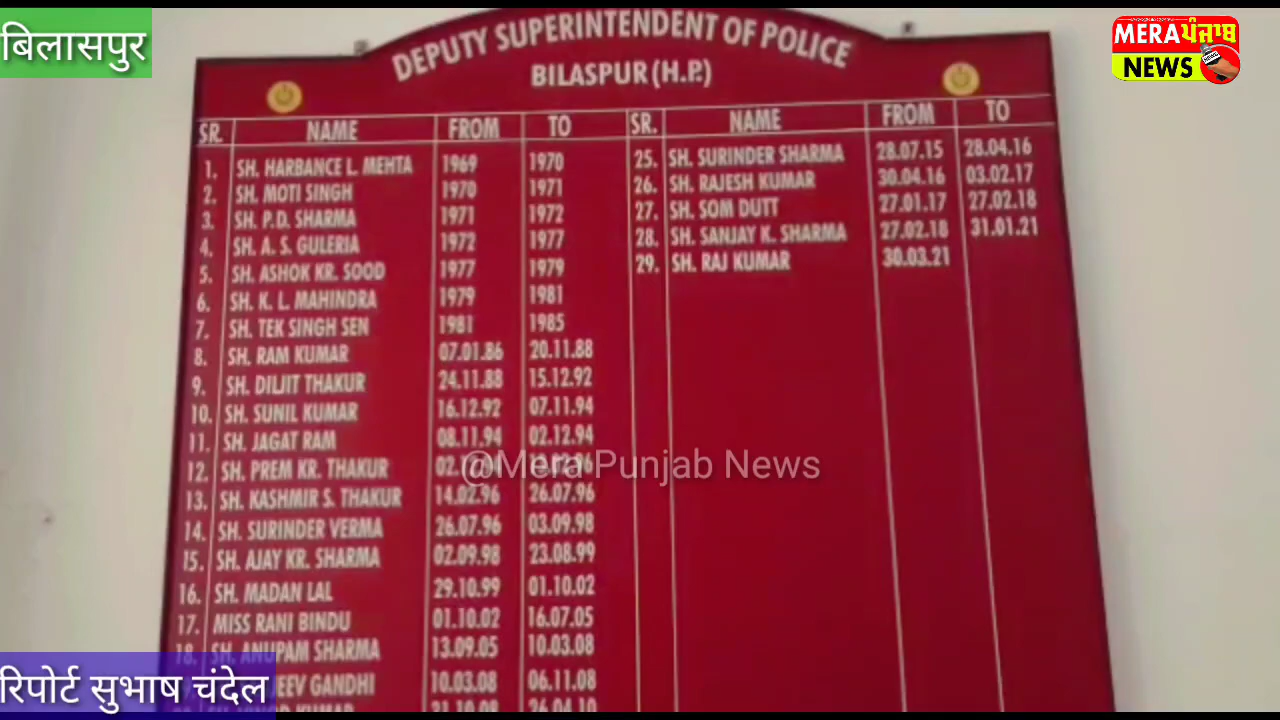 बिलासपुर
MERA ਪੰਜਾਬ
NEWS
DEPUTY SUPERINTENDENT OF POLICE
BILASPUR (H.P.)
SR. NAME FROM TO SR. NAME FROM TO
1. SH. HARBANCE L. MEHTA 1969 1970 25. SH. SURINDER SHARMA 28.07.15 28.04.16
2. SH. MOTI SINGH 1970 1971 26. SH. RAJESH KUMAR 30.04.16 03.02.17
3. SH. P.D. SHARMA 1971 1972 27. SH. SOM DUTT 27.01.17 27.02.18
4. SH. A. S. GULERIA 1972 1977 28. SH. SANJAY K. SHARMA 27.02.18 31.01.21
5. SH. ASHOK KR. SOOD 1977 1979 29. SH. RAJ KUMAR 30.03.21
6. SH. K. L. MAHINDRA 1979 1981
7. SH. TEK SINGH SEN 1981 1985
8. SH. RAM KUMAR 07.01.86 20.11.88
9. SH. DILJIT THAKUR 24.11.88 15.12.92
10. SH. SUNIL KUMAR 16.12.92 07.11.94
11. SH. JAGAT RAM 08.11.94 02.12.94
12. SH. PREM KR. THAKUR
@Mera Punjab News
13. SH. KASHMIR S. THAKUR 14.02.96 26.07.96
14. SH. SURINDER VERMA 26.07.96 03.09.98
15. SH. AJAY KR. SHARMA 02.09.98 23.08.99
16. SH. MADAN LAL 29.10.99 01.10.02
17. MISS RANI BINDU 01.10.02 16.07.05
18. SH. ANUPAM SHARMA 13.09.05 10.03.08
GANDHI 10.03.08 06.11.08
रिपोर्ट सुभाष चंदेल